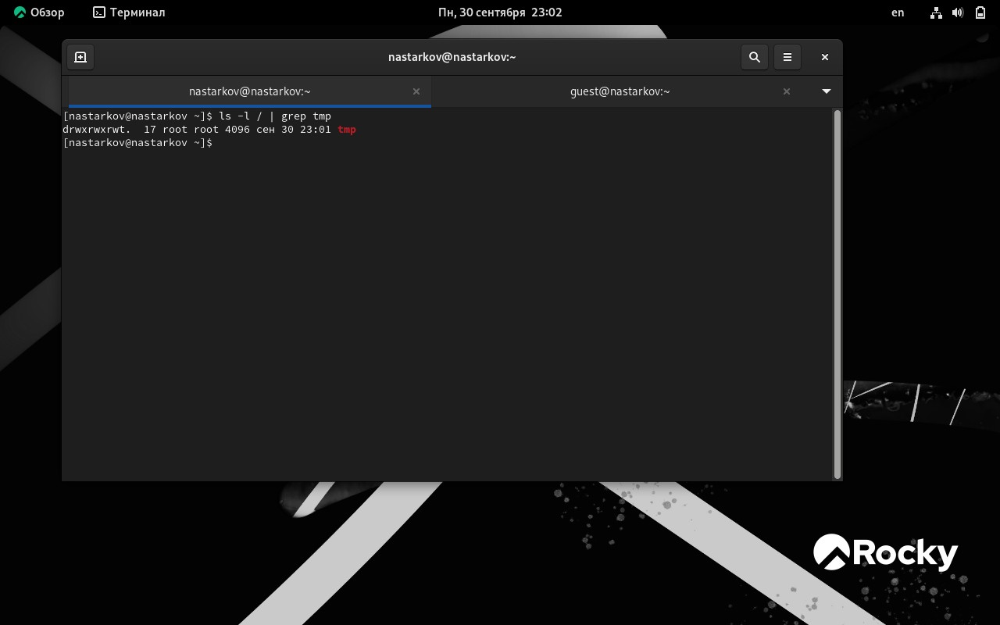 Обзор Терминал Пн, 30 сентября 23:02 en
nastarkov@nastarkov:~
nastarkov@nastarkov:~ guest@nastarkov:~
[nastarkov@nastarkov ~]$ ls -l / | grep tmp
drwxrwxrwt.  17 root root 4096 сен 30 23:01 tmp
[nastarkov@nastarkov ~]$
Rocky